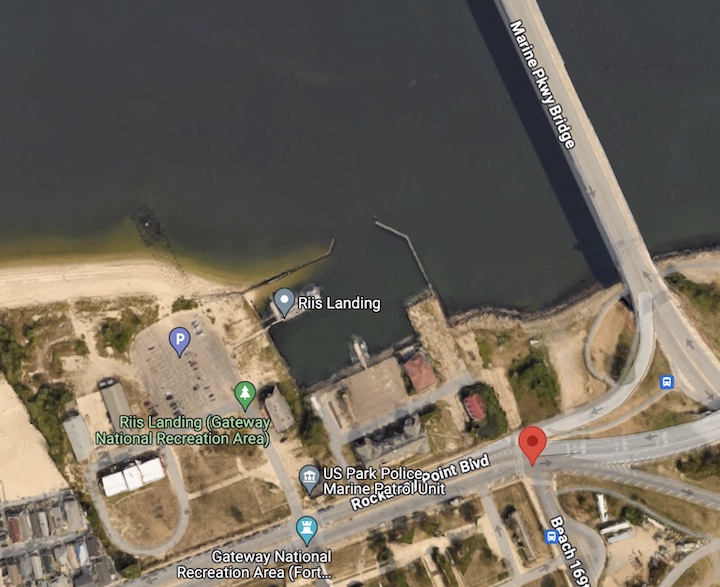 Marine Pkwy Bridge
Riis Landing
P
Riis Landing (Gateway
National Recreation Area)
US Park Police
Marine Patrol Unit
Rocka Point Blvd
Gateway National
Recreation Area (Fort...
Beach 169